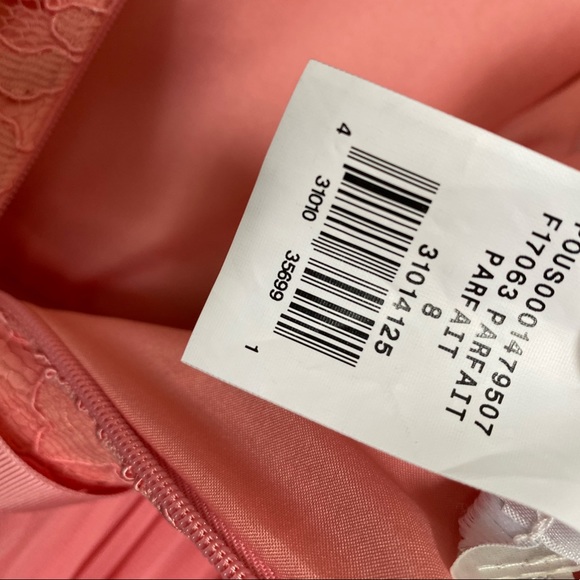 POUS0001479507
F17063 PARFAIT
PARFAIT 8
31014125
4 31010 35699 1